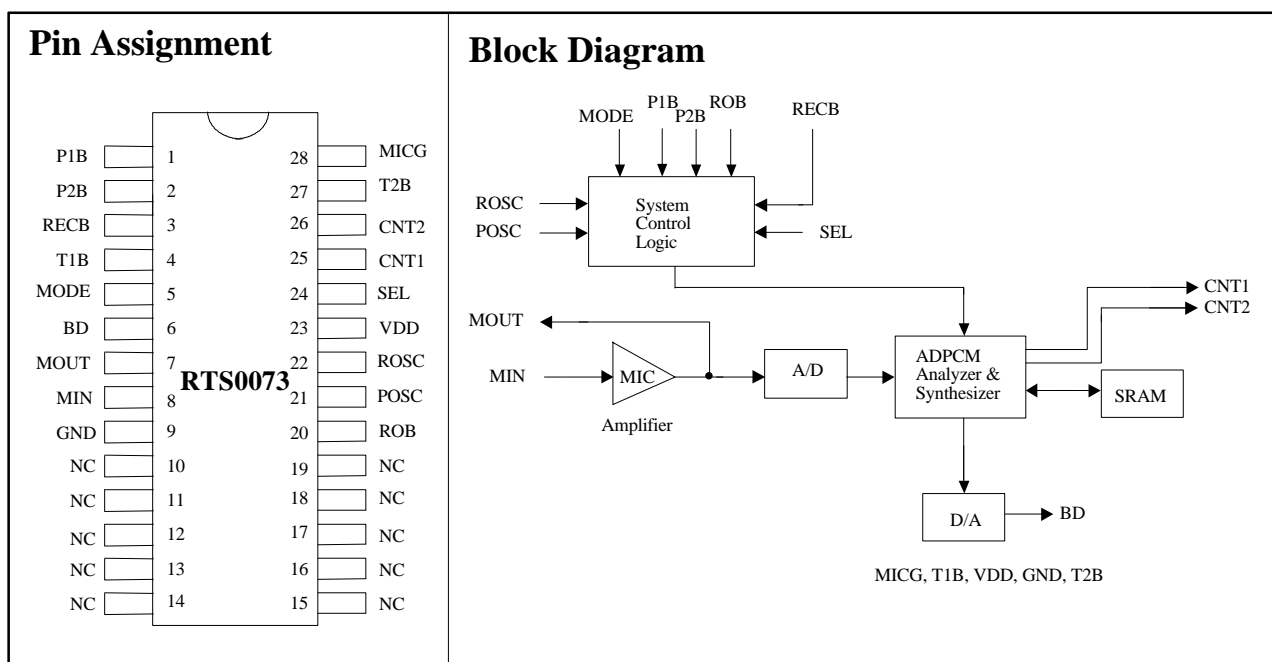 Pin Assignment
P1B 1 28 MICG
P2B 2 27 T2B
RECB 3 26 CNT2
T1B 4 25 CNT1
MODE 5 24 SEL
BD 6 23 VDD
MOUT 7 22 ROSC
RTS0073
MIN 8 21 POSC
GND 9 20 ROB
NC 10 19 NC
NC 11 18 NC
NC 12 17 NC
NC 13 16 NC
NC 14 15 NC
Block Diagram
MODE P1B P2B ROB RECB
ROSC
POSC
System
Control
Logic
SEL
MOUT
MIN
MIC
Amplifier
A/D
ADPCM
Analyzer &
Synthesizer
CNT1
CNT2
SRAM
D/A
BD
MICG, T1B, VDD, GND, T2B